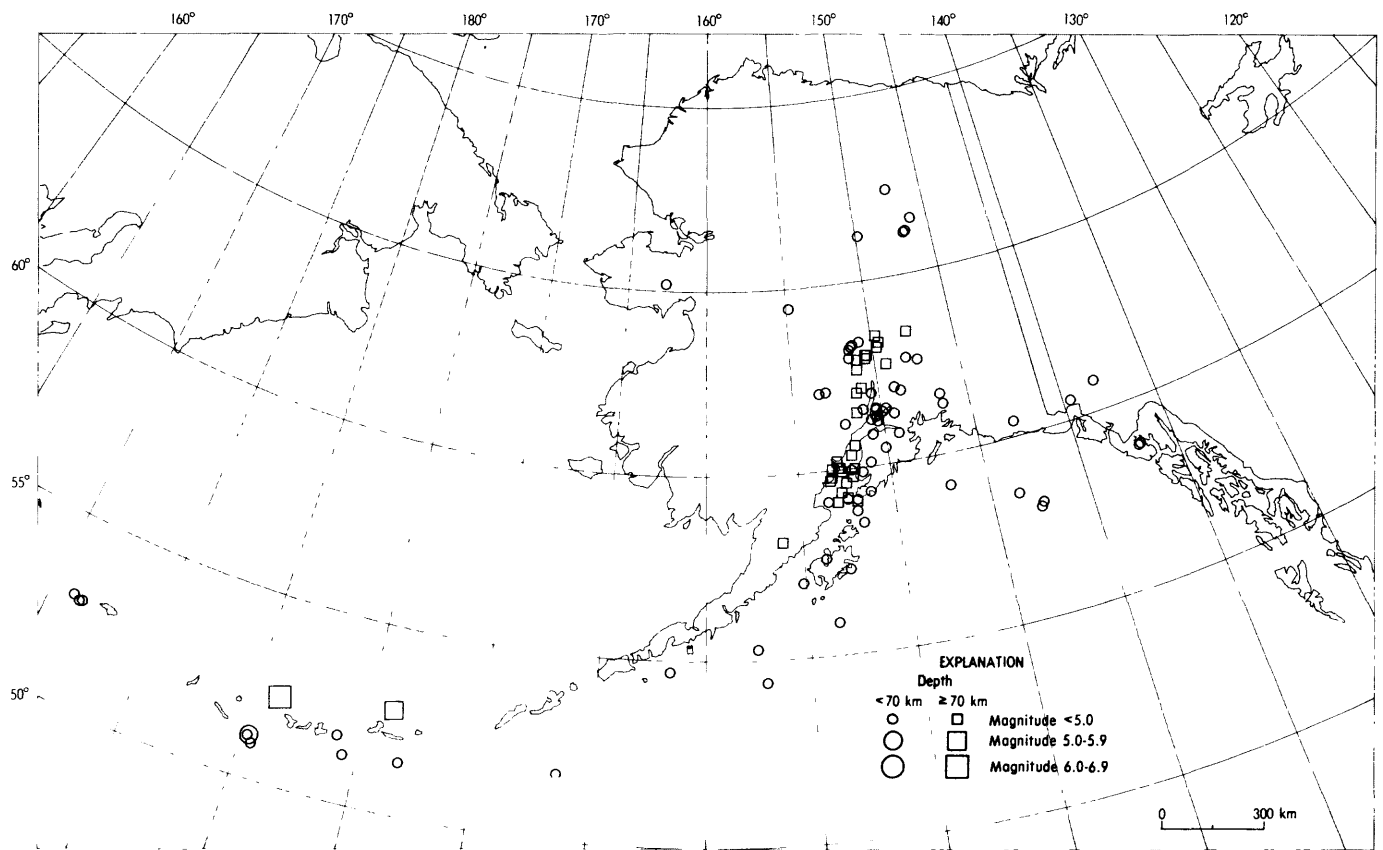 160° 170° 180° 170° 160° 150° 140° 130° 120°
60°
55°
50°
EXPLANATION
Depth
<70 km ≥70 km
Magnitude <5.0
Magnitude 5.0-5.9
Magnitude 6.0-6.9
0 300 km